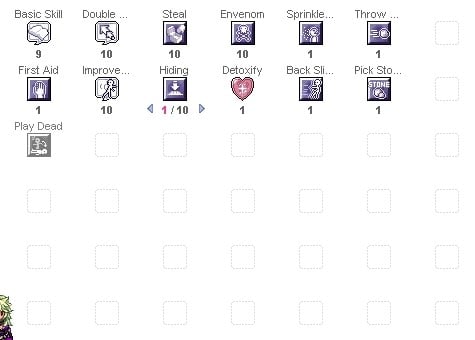 Basic Skill Double ... Steal Envenom Sprinkle... Throw ...
9 10 10 10 1 1
First Aid Improve... Hiding Detoxify Back Sli... Pick Sto...
STONE
1 10 1 / 10 1 1 1
Play Dead